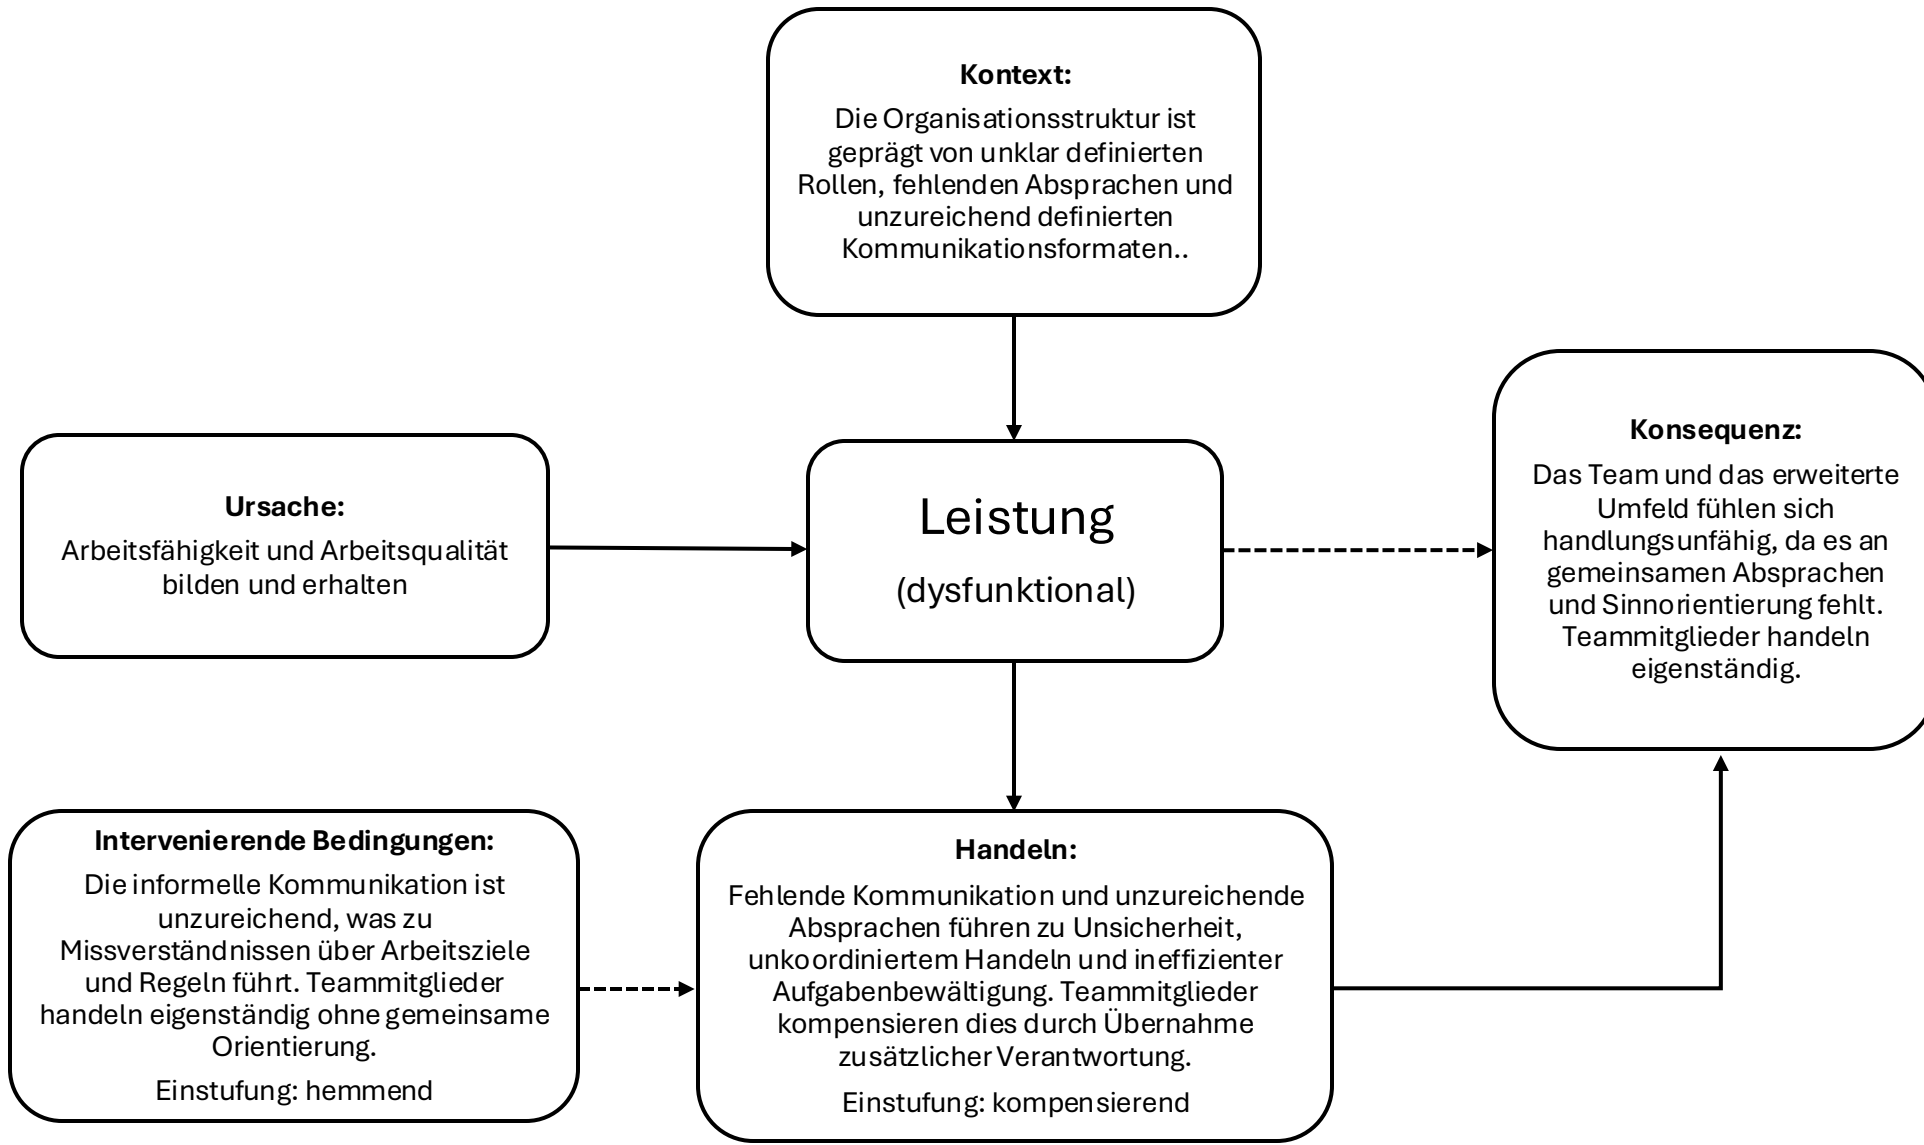 Kontext:
Die Organisationsstruktur ist
geprägt von unklar definierten
Rollen, fehlenden Absprachen und
unzureichend definierten
Kommunikationsformaten..
Ursache:
Arbeitsfähigkeit und Arbeitsqualität
bilden und erhalten
Leistung
(dysfunktional)
Konsequenz:
Das Team und das erweiterte
Umfeld fühlen sich
handlungsunfähig, da es an
gemeinsamen Absprachen
und Sinnorientierung fehlt.
Teammitglieder handeln
eigenständig.
Intervenierende Bedingungen:
Die informelle Kommunikation ist
unzureichend, was zu
Missverständnissen über Arbeitsziele
und Regeln führt. Teammitglieder
handeln eigenständig ohne gemeinsame
Orientierung.
Einstufung: hemmend
Handeln:
Fehlende Kommunikation und unzureichende
Absprachen führen zu Unsicherheit,
unkoordiniertem Handeln und ineffizienter
Aufgabenbewältigung. Teammitglieder
kompensieren dies durch Übernahme
zusätzlicher Verantwortung.
Einstufung: kompensierend